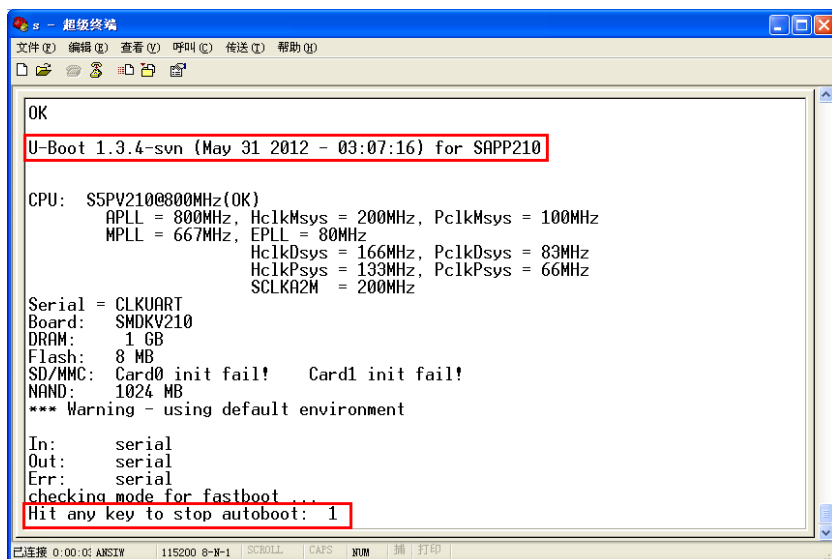 s - 超级终端
文件(F) 编辑(E) 查看(V) 呼叫(C) 传送(T) 帮助(H)
OK
U-Boot 1.3.4-svn (May 31 2012 - 03:07:16) for SAPP210
CPU: S5PV210@800MHz(OK)
APLL = 800MHz, HclkMsys = 200MHz, PclkMsys = 100MHz
MPLL = 667MHz, EPLL = 80MHz
HclkDsys = 166MHz, PclkDsys = 83MHz
HclkPsys = 133MHz, PclkPsys = 66MHz
SCLKA2M = 200MHz
Serial = CLKUART
Board: SMDKV210
DRAM: 1 GB
Flash: 8 MB
SD/MMC: Card0 init fail! Card1 init fail!
NAND: 1024 MB
*** Warning - using default environment
In: serial
Out: serial
Err: serial
checking mode for fastboot ...
Hit any key to stop autoboot: 1
已连接 0:00:0 ANSIW 115200 8-N-1 SCROLL CAPS NUM 捕 打印